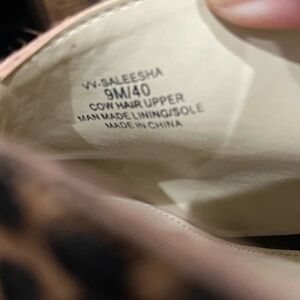 VV-SALEESHA
9M/40
COW HAIR UPPER
MAN MADE LINING/SOLE
MADE IN CHINA